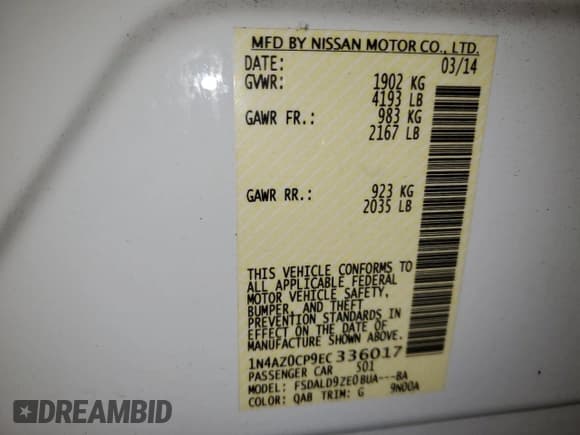 MFD BY NISSAN MOTOR CO., LTD.
DATE: 03/14
GVWR: 1902 KG
4193 LB
GAWR FR.: 983 KG
2167 LB
GAWR RR.: 923 KG
2035 LB
THIS VEHICLE CONFORMS TO
ALL APPLICABLE FEDERAL
MOTOR VEHICLE SAFETY,
BUMPER, AND THEFT
PREVENTION STANDARDS IN
EFFECT ON THE DATE OF
MANUFACTURE SHOWN ABOVE.
1N4AZ0CP9EC336017
PASSENGER CAR S01
MODEL: FSDALD9ZE0BUA---BA
COLOR: QAB TRIM: G 9N00A
DREAMBID